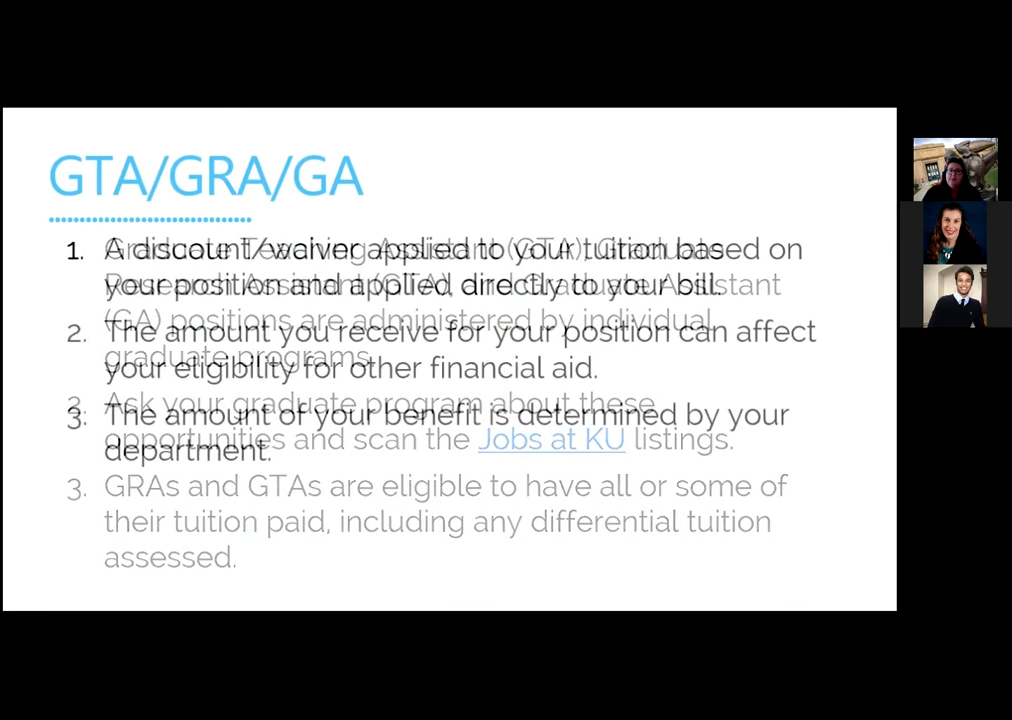 GTA/GRA/GA
1. A discount/waiver applied to your tuition based on
your position and applied directly to your bill.
2. The amount you receive for your position can affect
your eligibility for other financial aid.
3. The amount of your benefit is determined by your
department.
Graduate Teaching Assistant (GTA), Graduate
Research Assistant (GTA), and Graduate Assistant
(GA) positions are administered by individual
graduate programs.
2. Ask your graduate program about these
opportunities and scan the Jobs at KU listings.
3. GRAs and GTAs are eligible to have all or some of
their tuition paid, including any differential tuition
assessed.